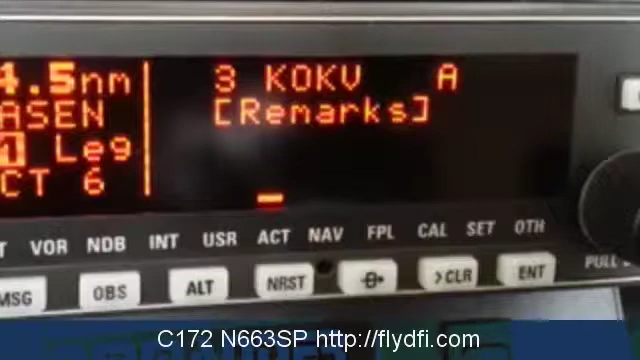 4.5nm
3 KOKV A
ASEN
[Remarks]
1 Leg
CT 6
T VOR NDB INT USR ACT NAV FPL CAL SET OTH
PULL
MSG OBS ALT NRST D >CLR ENT
C172 N663SP http://flydfi.com